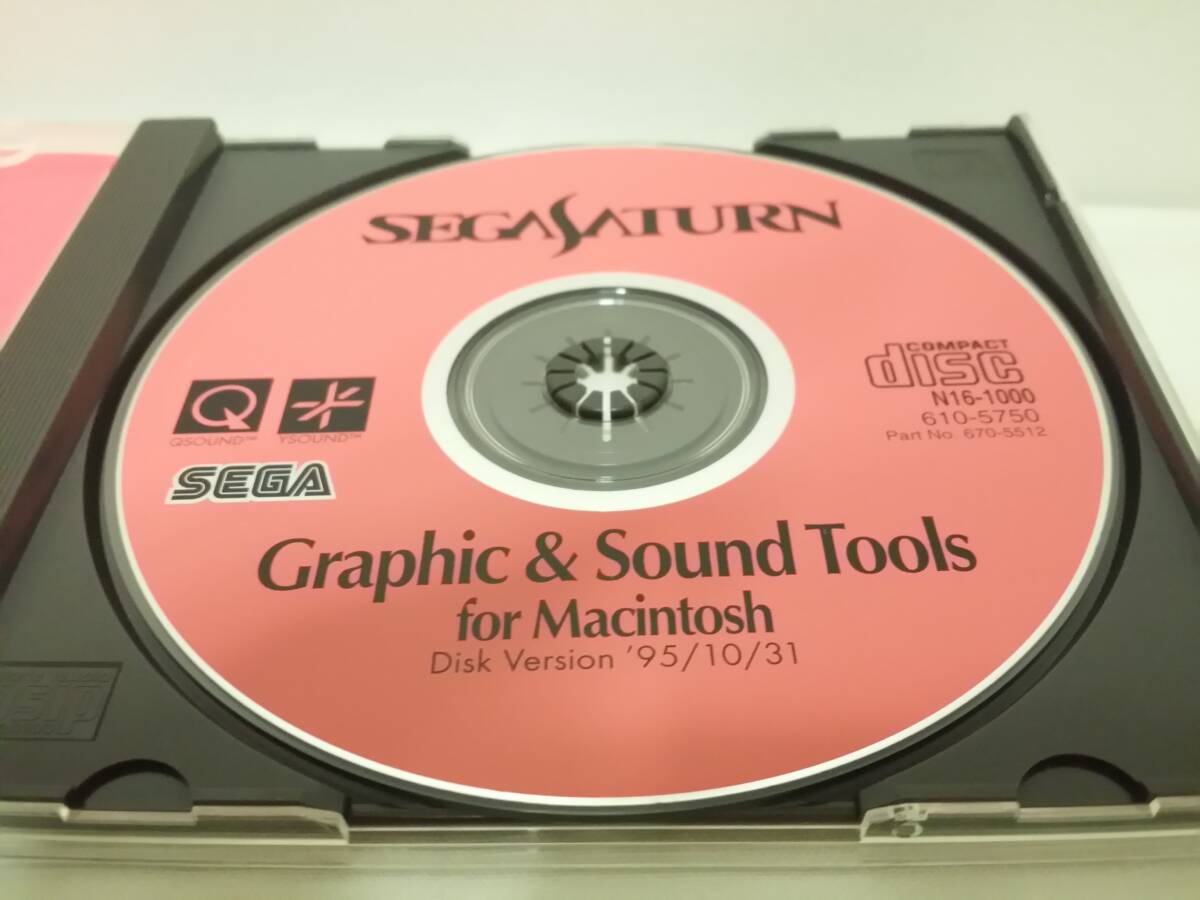 SEGASATURN
COMPACT
disc
N16-1000
610-5750
Part No. 670-5512
Q
QSOUND™
YSOUND™
SEGA
Graphic & Sound Tools
for Macintosh
Disk Version '95/10/31